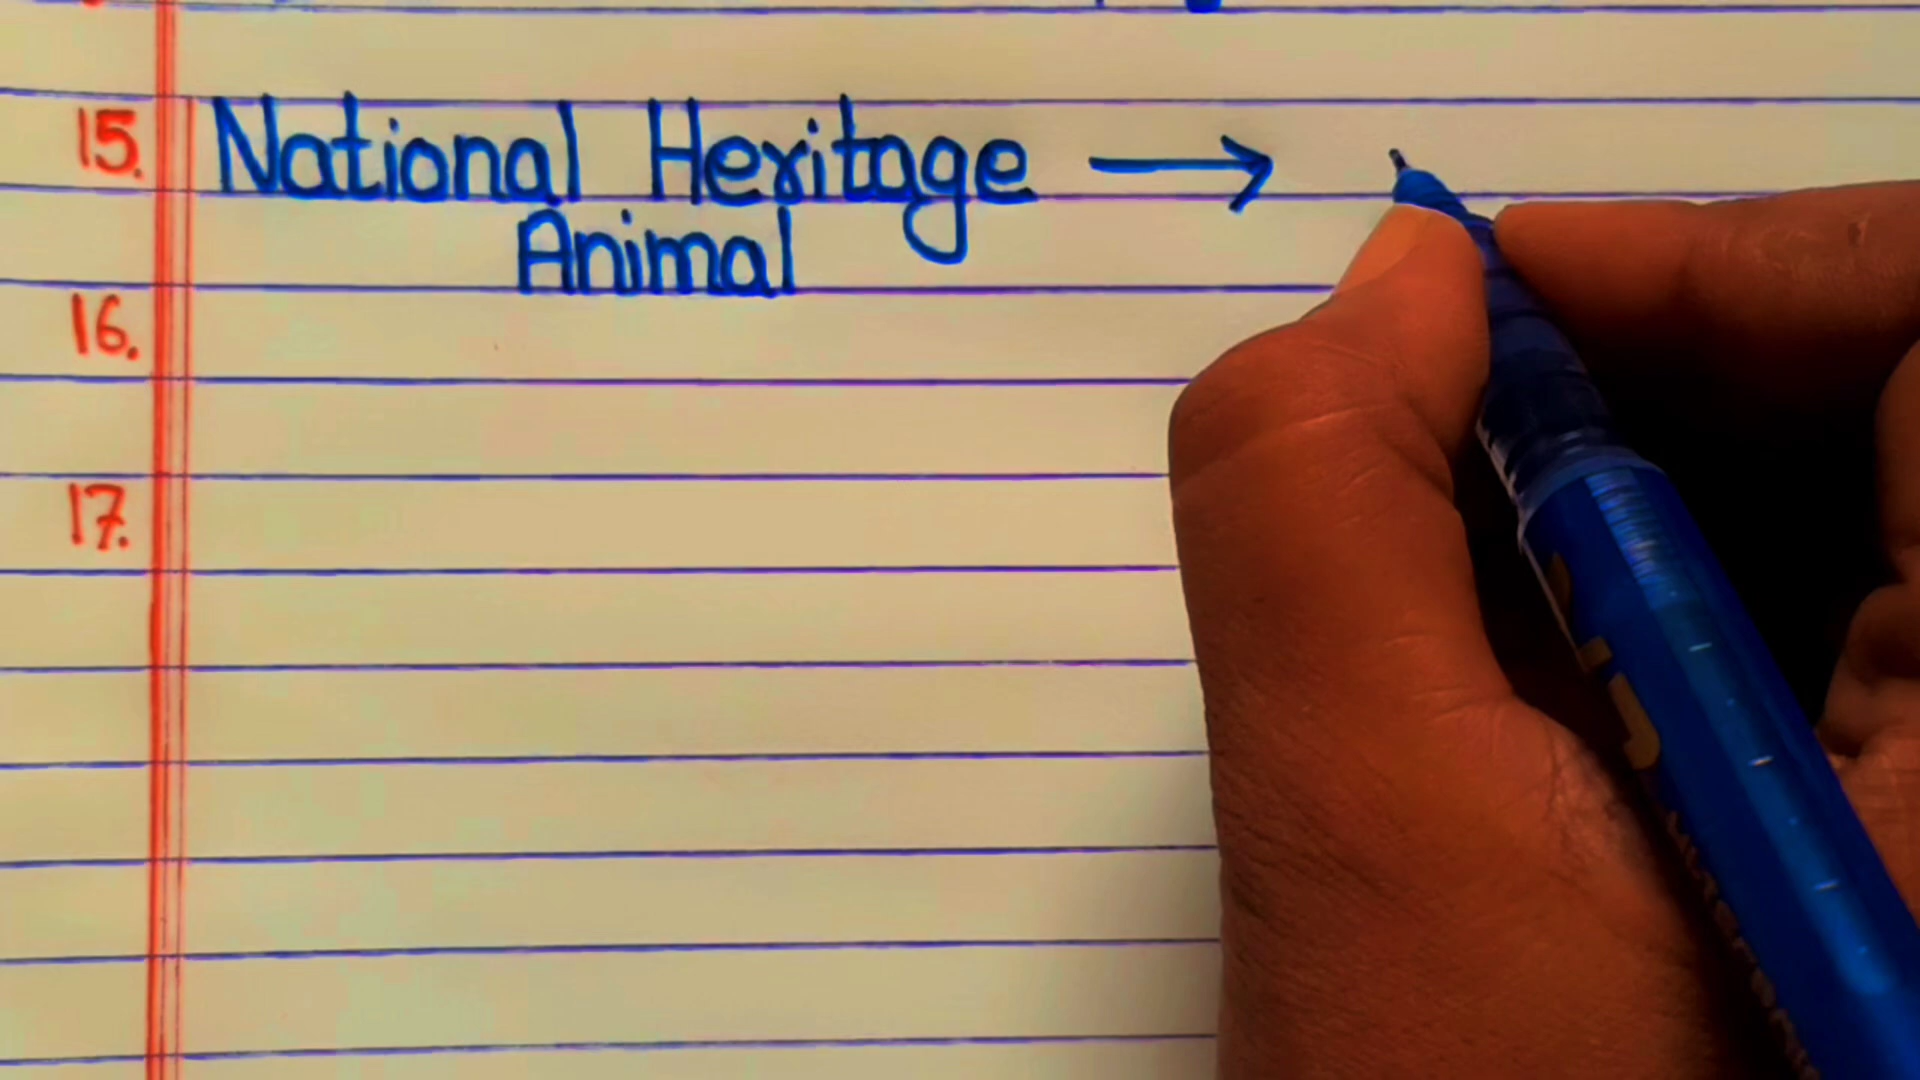 15. National Heritage →
Animal
16.
17.